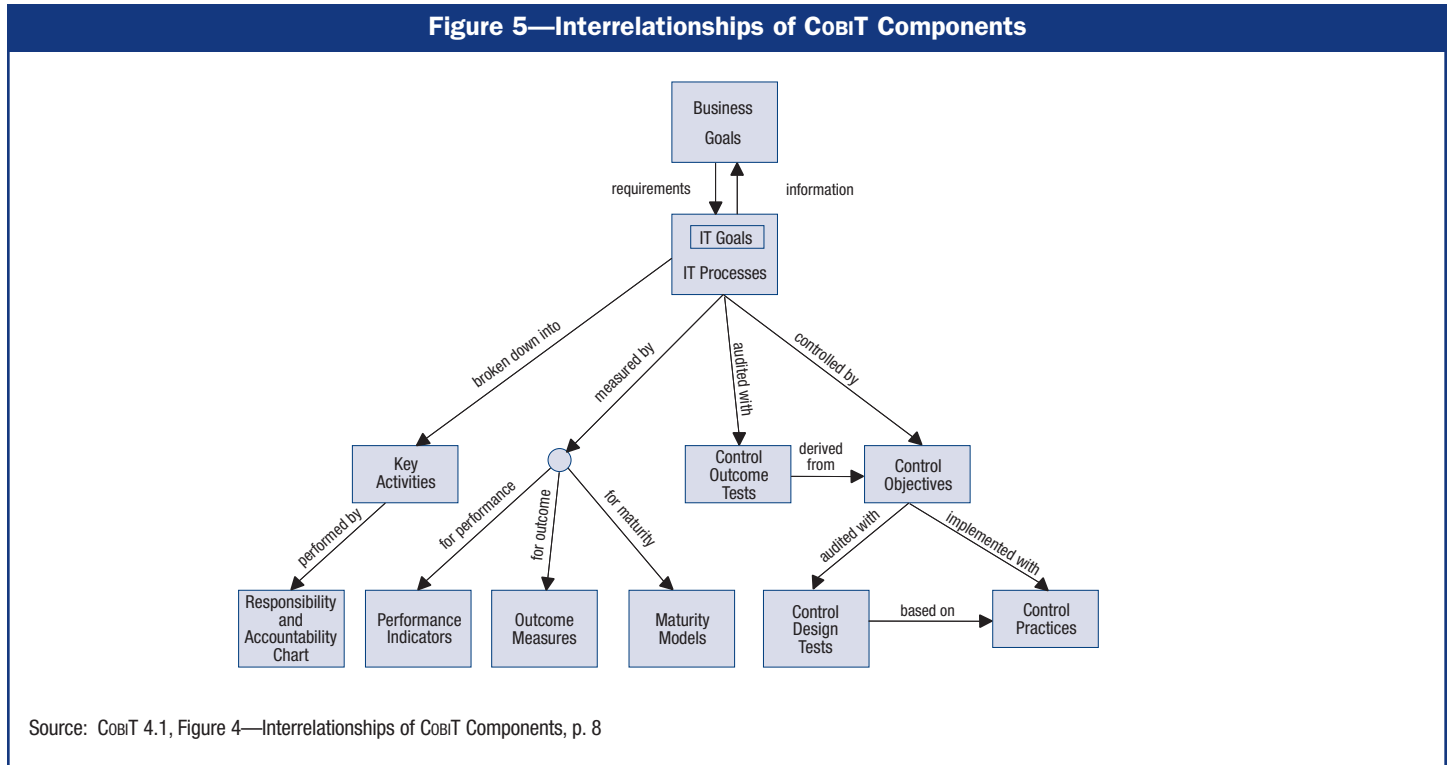 Figure 5—Interrelationships of COBIT Components
Business
Goals
requirements
information
IT Goals
IT Processes
broken down into
measured by
audited with
controlled by
Key
Activities
Control
Outcome
Tests
derived
from
Control
Objectives
performed by
for performance
for outcome
for maturity
audited with
implemented with
Responsibility
and
Accountability
Chart
Performance
Indicators
Outcome
Measures
Maturity
Models
Control
Design
Tests
based on
Control
Practices
Source: COBIT 4.1, Figure 4—Interrelationships of COBIT Components, p. 8